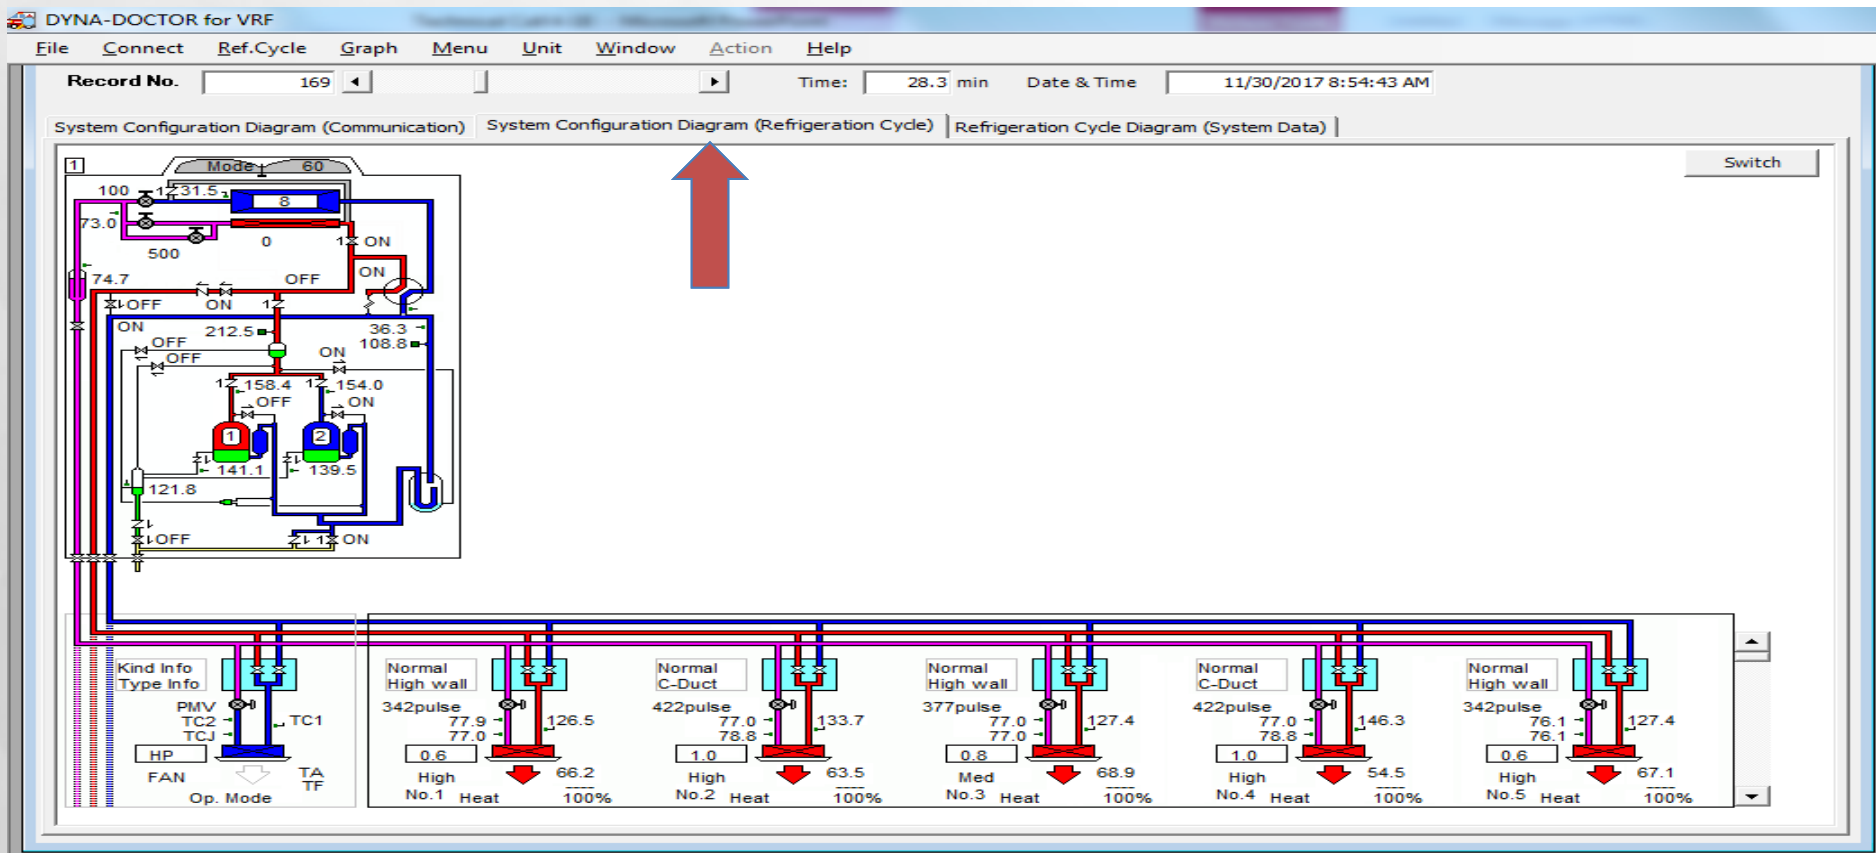 DYNA-DOCTOR for VRF
File Connect Ref.Cycle Graph Menu Unit Window Action Help
Record No. 169 Time: 28.3 min Date & Time 11/30/2017 8:54:43 AM
System Configuration Diagram (Communication) System Configuration Diagram (Refrigeration Cycle) Refrigeration Cycle Diagram (System Data)
Switch
1 Mode 60
100 1 31.5
8
73.0
0 1 ON
500
74.7 OFF ON
OFF ON 1
ON 212.5 36.3
OFF 108.8
OFF ON
1 158.4 1 154.0
OFF ON
1 2
141.1 139.5
121.8
OFF 1 ON
Kind Info Normal Normal Normal Normal Normal
Type Info High wall C-Duct High wall C-Duct High wall
PMV 342pulse 422pulse 377pulse 422pulse 342pulse
TC2 TC1 77.9 126.5 77.0 133.7 77.0 127.4 77.0 146.3 76.1 127.4
TCJ 77.0 78.8 77.0 78.8 76.1
HP 0.6 1.0 0.8 1.0 0.6
FAN TA High 66.2 High 63.5 Med 68.9 High 54.5 High 67.1
TF ---- ---- ---- ---- ----
Op. Mode No.1 Heat 100% No.2 Heat 100% No.3 Heat 100% No.4 Heat 100% No.5 Heat 100%